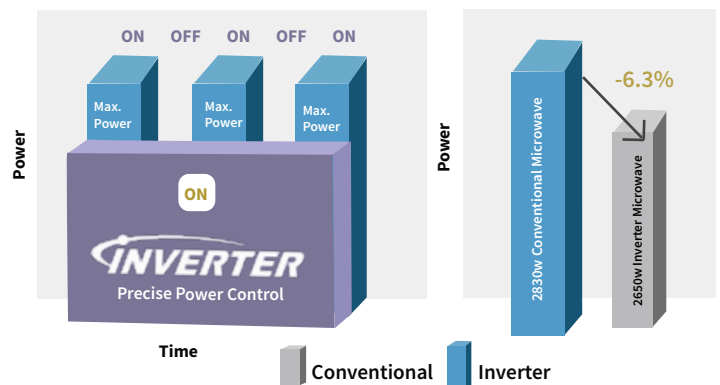 ON OFF ON OFF ON
Max.
Power
Max.
Power
Max.
Power
Power
ON
INVERTER
Precise Power Control
Time
Power
-6.3%
2830w Conventional Microwave
2650w Inverter Microwave
Conventional
Inverter